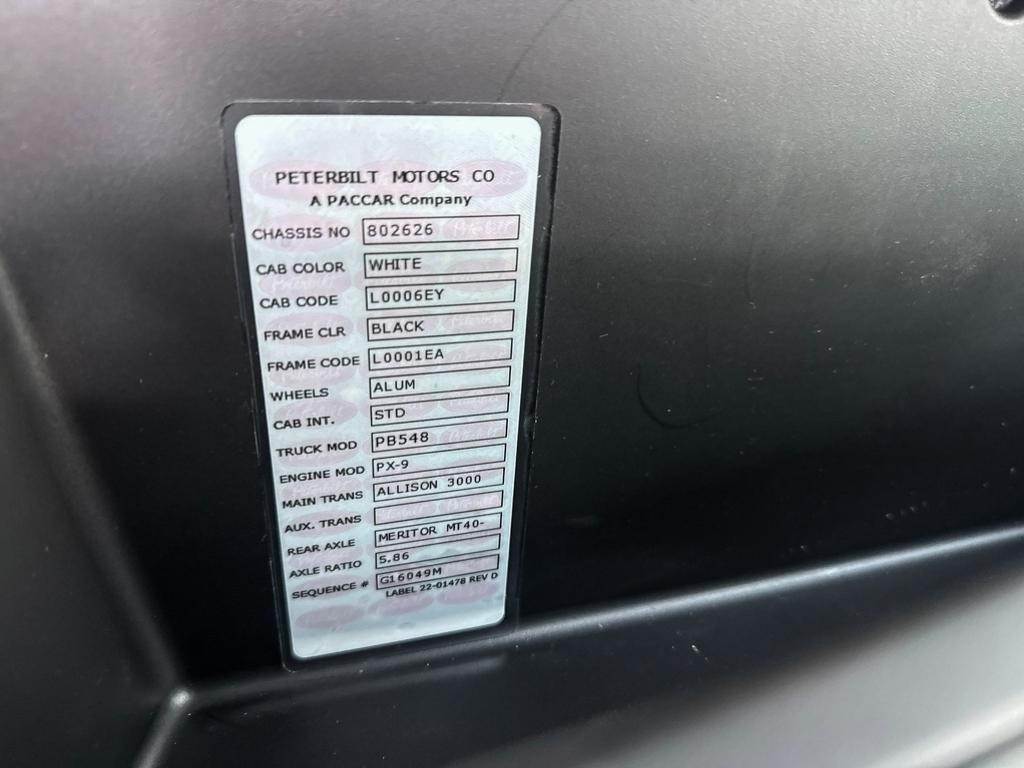 PETERBILT MOTORS CO
A PACCAR Company
CHASSIS NO 802626
CAB COLOR WHITE
CAB CODE L0006EY
FRAME CLR BLACK
FRAME CODE L0001EA
WHEELS ALUM
CAB INT. STD
TRUCK MOD PB548
ENGINE MOD PX-9
MAIN TRANS ALLISON 3000
AUX. TRANS
REAR AXLE MERITOR MT40-
AXLE RATIO 5.86
SEQUENCE # G16049M
LABEL 22-01478 REV D